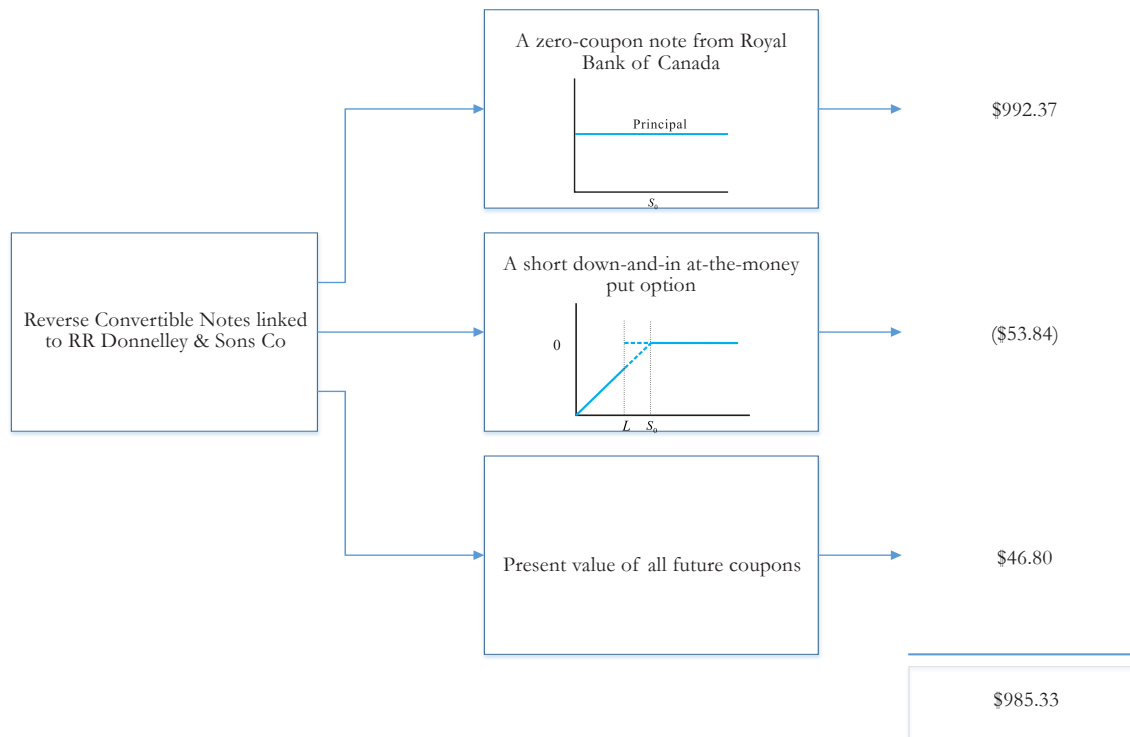 A zero-coupon note from Royal
Bank of Canada
Principal
S₀
$992.37
Reverse Convertible Notes linked
to RR Donnelley & Sons Co
A short down-and-in at-the-money
put option
0
L S₀
($53.84)
Present value of all future coupons
$46.80
$985.33